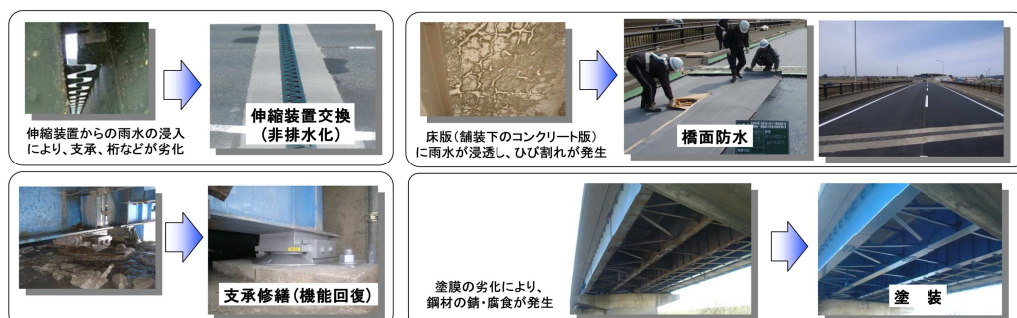 伸縮装置からの雨水の浸入
により、支承、桁などが劣化
伸縮装置交換
(非排水化)
床版(舗装下のコンクリート版)
に雨水が浸透し、ひび割れが発生
橋面防水
支承修繕(機能回復)
塗膜の劣化により、
鋼材の錆・腐食が発生
塗　装